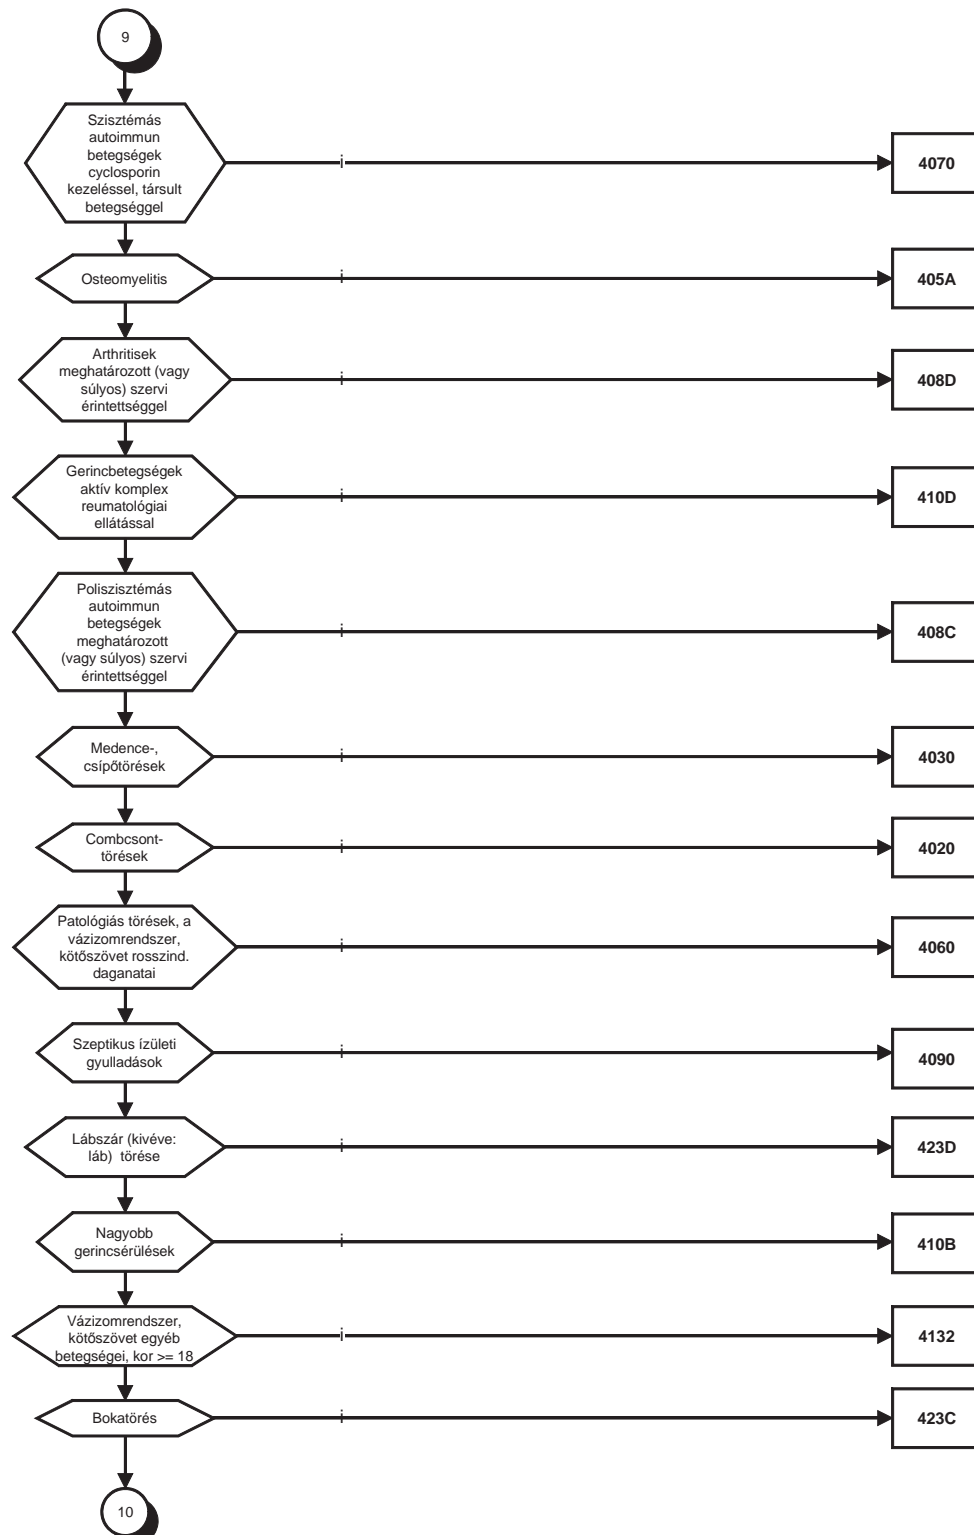 9
Szisztémás
autoimmun
betegségek
cyclosporin
kezeléssel, társult
betegséggel
i
4070
Osteomyelitis
i
405A
Arthritisek
meghatározott (vagy
súlyos) szervi
érintettséggel
i
408D
Gerincbetegségek
aktív komplex
reumatológiai
ellátással
i
410D
Poliszisztémás
autoimmun
betegségek
meghatározott
(vagy súlyos) szervi
érintettséggel
i
408C
Medence-,
csípőtörések
i
4030
Combcsont-
törések
i
4020
Patológiás törések, a
vázizomrendszer,
kötőszövet rosszind.
daganatai
i
4060
Szeptikus ízületi
gyulladások
i
4090
Lábszár (kivéve:
láb) törése
i
423D
Nagyobb
gerincsérülések
i
410B
Vázizomrendszer,
kötőszövet egyéb
betegségei, kor >= 18
i
4132
Bokatörés
i
423C
10